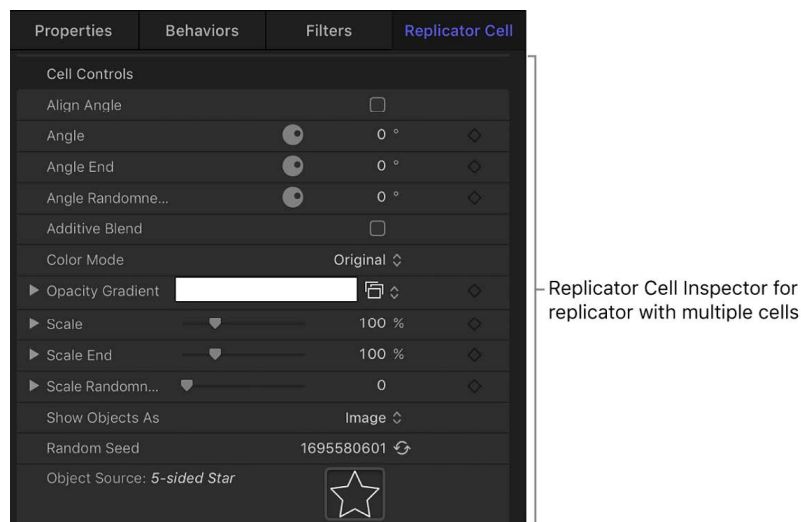 Properties Behaviors Filters Replicator Cell
Cell Controls
Align Angle
Angle 0 °
Angle End 0 °
Angle Randomne... 0 °
Additive Blend
Color Mode Original
Opacity Gradient
Scale 100 %
Scale End 100 %
Scale Randomn... 0
Show Objects As Image
Random Seed 1695580601
Object Source: 5-sided Star
Replicator Cell Inspector for
replicator with multiple cells